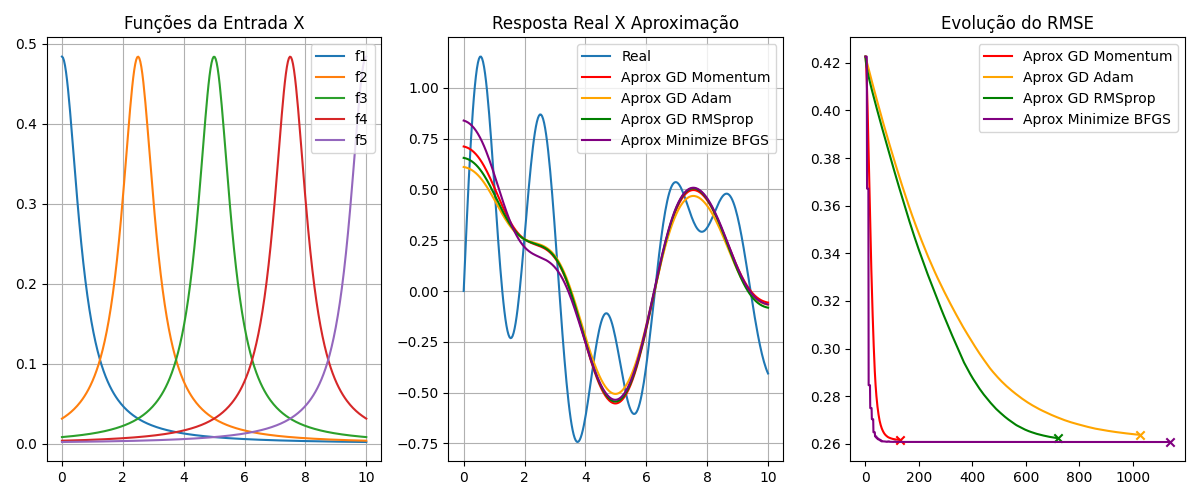 Funções da Entrada X
0.5
0.4
0.3
0.2
0.1
0.0
0
2
4
6
8
10
f1
f2
f3
f4
f5
Resposta Real X Aproximação
1.00
0.75
0.50
0.25
0.00
−0.25
−0.50
−0.75
0
2
4
6
8
10
Real
Aprox GD Momentum
Aprox GD Adam
Aprox GD RMSprop
Aprox Minimize BFGS
Evolução do RMSE
0.42
0.40
0.38
0.36
0.34
0.32
0.30
0.28
0.26
0
200
400
600
800
1000
Aprox GD Momentum
Aprox GD Adam
Aprox GD RMSprop
Aprox Minimize BFGS